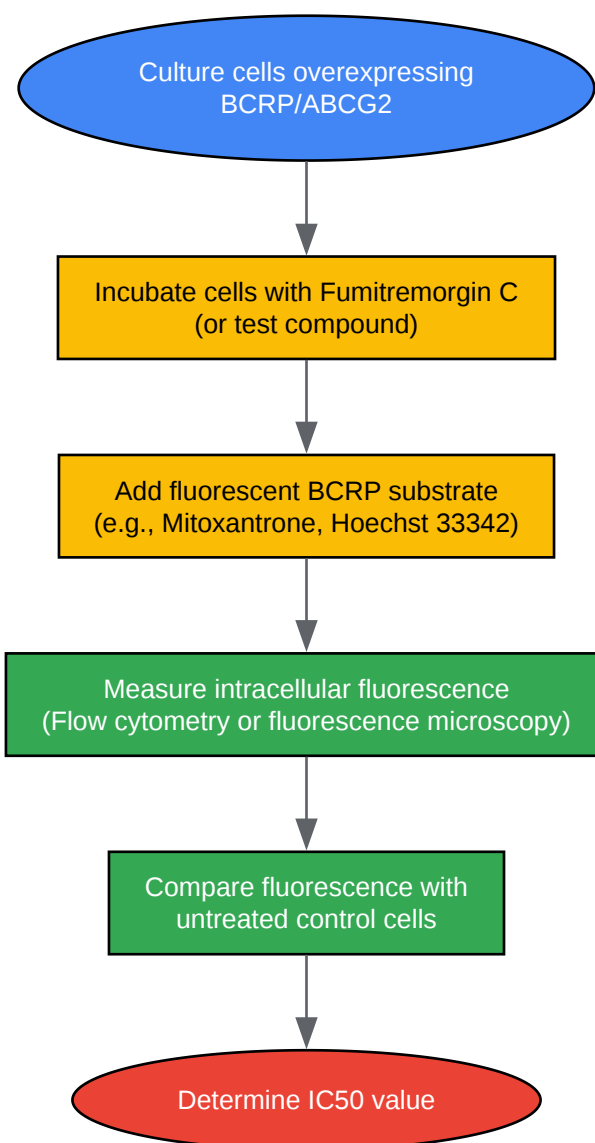 Culture cells overexpressing
BCRP/ABCG2
Incubate cells with Fumitremorgin C
(or test compound)
Add fluorescent BCRP substrate
(e.g., Mitoxantrone, Hoechst 33342)
Measure intracellular fluorescence
(Flow cytometry or fluorescence microscopy)
Compare fluorescence with
untreated control cells
Determine IC50 value